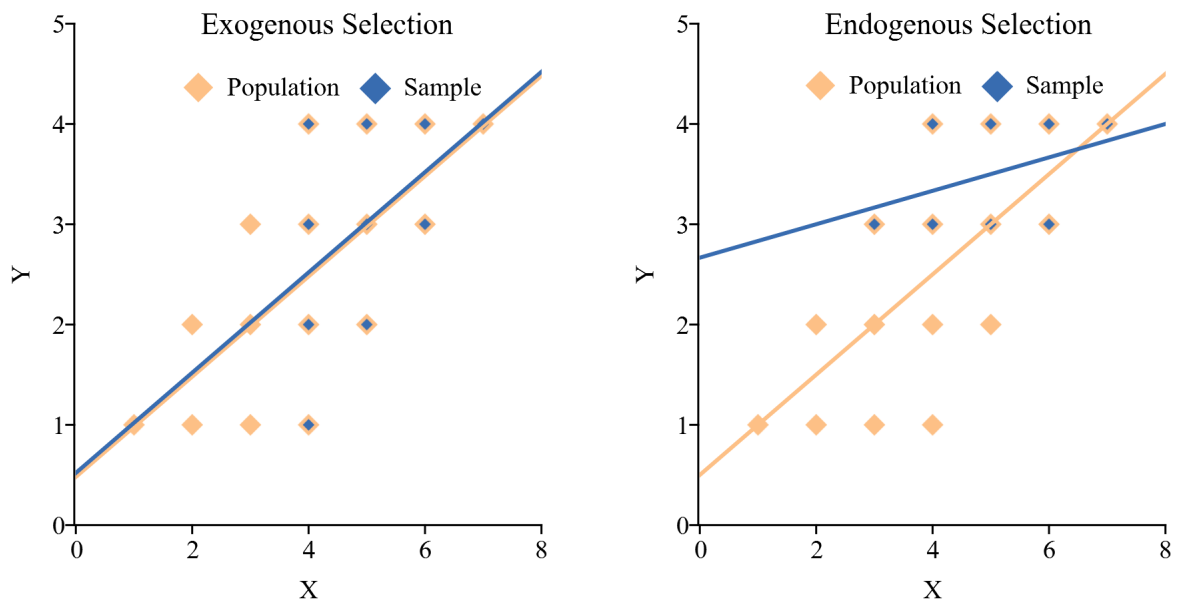 Exogenous Selection
Population Sample
5
4
3
2
1
0
Y
0 2 4 6 8
X
Endogenous Selection
Population Sample
5
4
3
2
1
0
Y
0 2 4 6 8
X